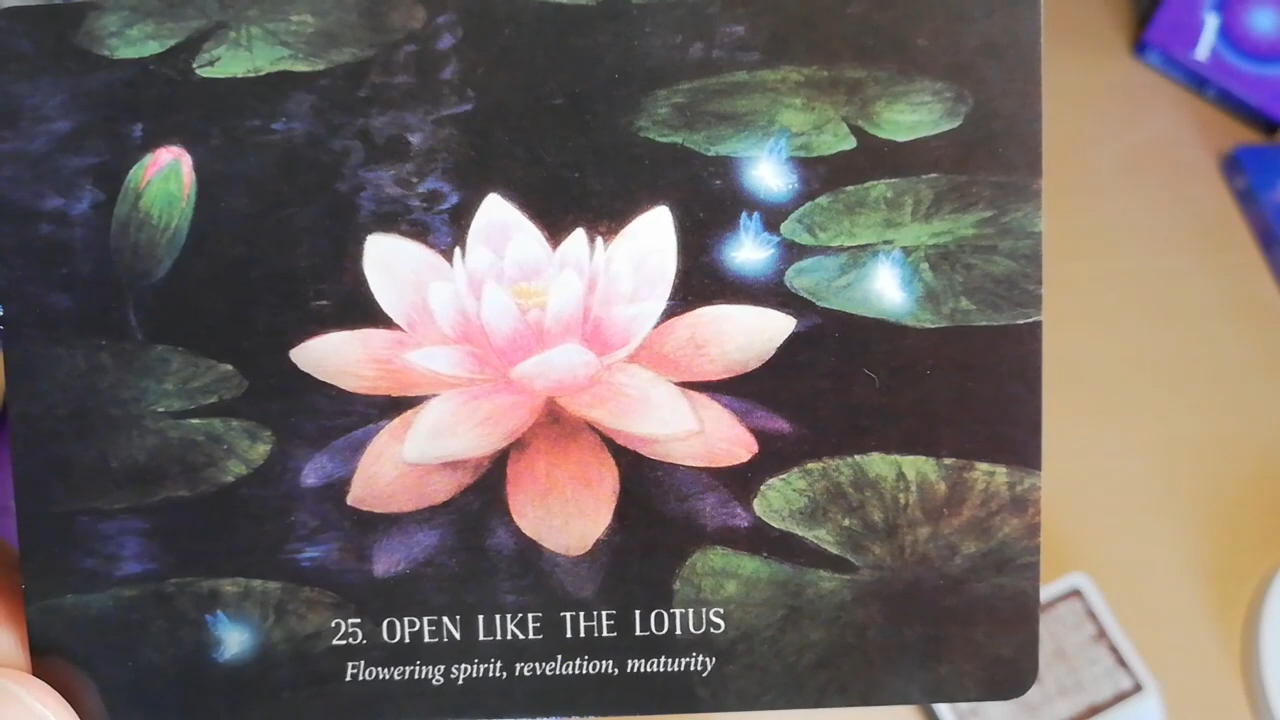 25. OPEN LIKE THE LOTUS
Flowering spirit, revelation, maturity